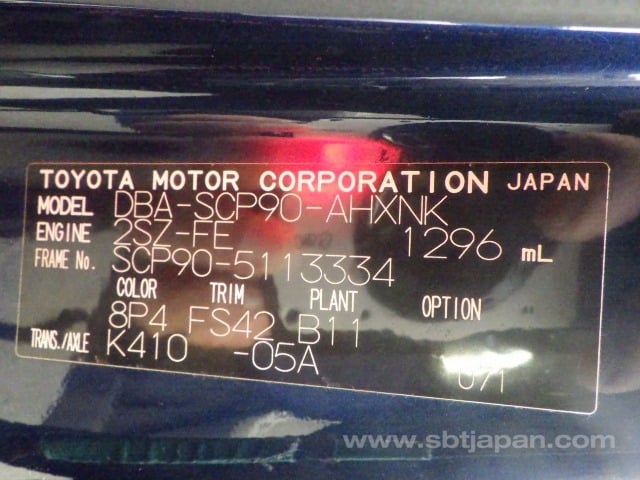 TOYOTA MOTOR CORPORATION JAPAN
MODEL DBA-SCP90-AHXNK
ENGINE 2SZ-FE 1296 mL
FRAME No. SCP90-5113334
COLOR TRIM PLANT OPTION
8P4 FS42 B11
TRANS./AXLE K410 -05A
071
www.sbtjapan.com